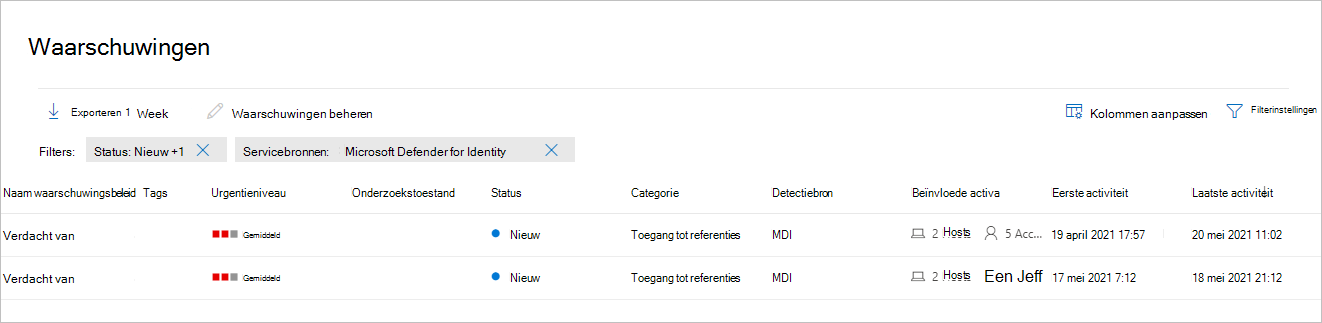 Waarschuwingen
Exporteren 1 Week Waarschuwingen beheren Kolommen aanpassen Filterinstellingen
Filters: Status: Nieuw +1 Servicebronnen: Microsoft Defender for Identity
Naam waarschuwingsbeleid Tags Urgentieniveau Onderzoekstoestand Status Categorie Detectiebron Beïnvloede activa Eerste activiteit Laatste activiteit
Verdacht van Gemiddeld Nieuw Toegang tot referenties MDI 2 Hosts 5 Acc... 19 april 2021 17:57 20 mei 2021 11:02
Verdacht van Gemiddeld Nieuw Toegang tot referenties MDI 2 Hosts Een Jeff 17 mei 2021 7:12 18 mei 2021 21:12